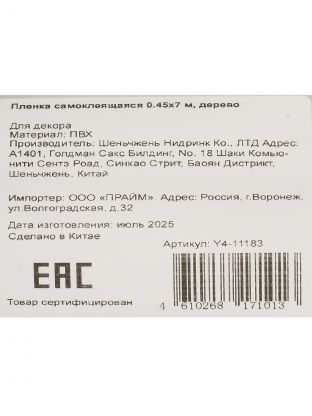 Пленка самоклеящаяся 0.45х7 м, дерево
Для декора
Материал: ПВХ
Производитель: Шеньчжень Нидринк Ко., ЛТД Адрес:
А1401, Голдман Сакс Билдинг, No. 18 Шаки Комью-
нити Сентэ Роад, Синхао Стрит, Баоян Дистрикт,
Шеньчжень, Китай
Импортер: ООО «ПРАЙМ». Адрес: Россия, г.Воронеж,
ул.Волгоградская, д.32
Дата изготовления: июль 2025
Сделано в Китае
Артикул: Y4-11183
EAC
Товар сертифицирован
4 610268 171013